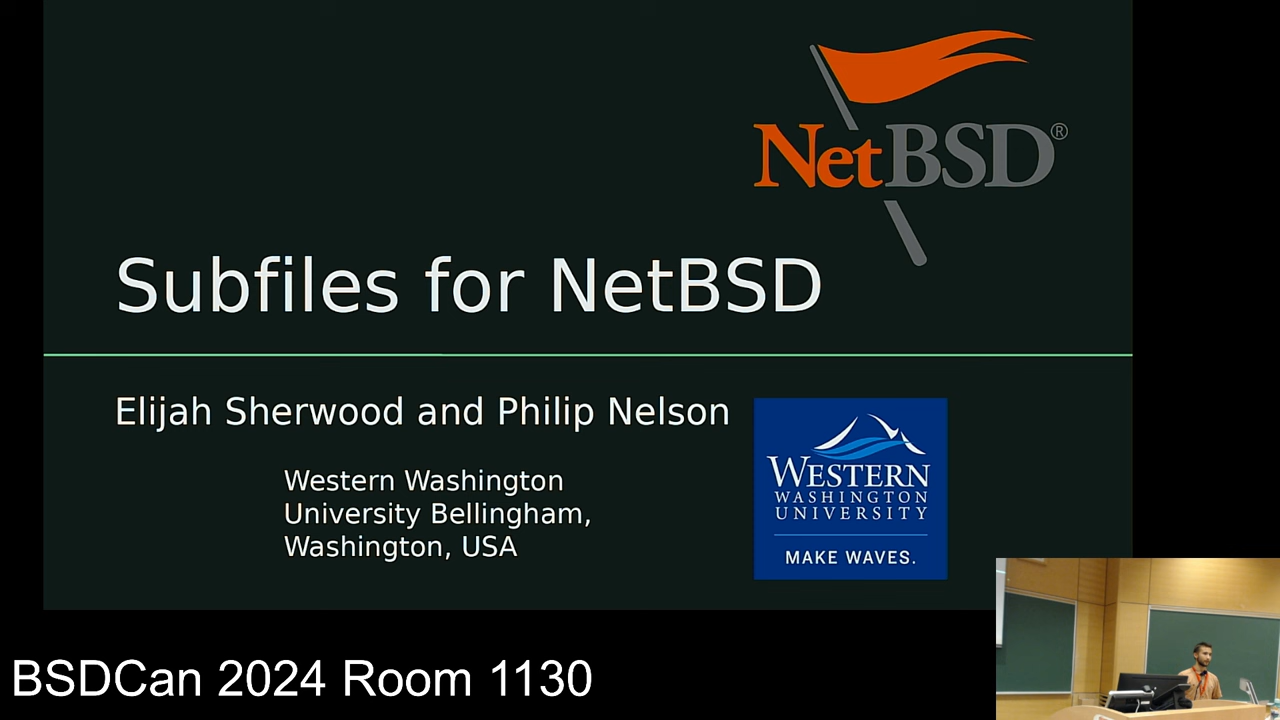 NetBSD®
Subfiles for NetBSD
Elijah Sherwood and Philip Nelson
Western Washington
University Bellingham,
Washington, USA
WESTERN
WASHINGTON
UNIVERSITY
MAKE WAVES.
BSDCan 2024 Room 1130